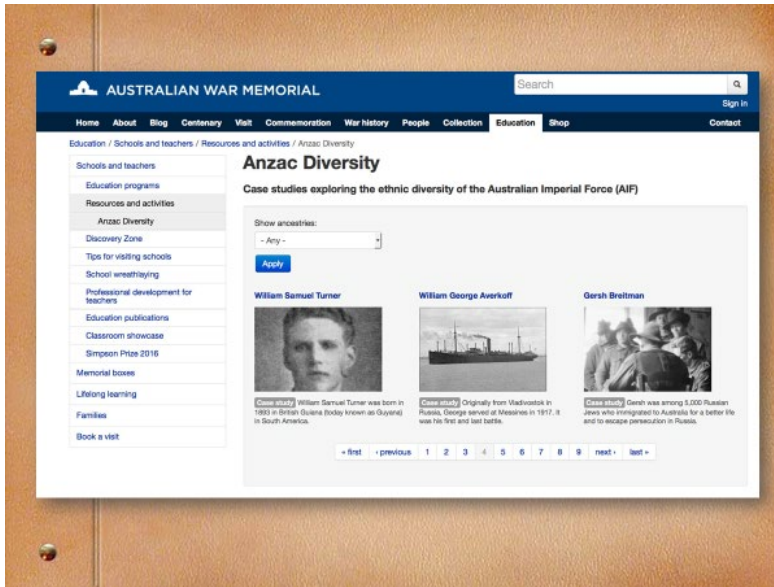 AUSTRALIAN WAR MEMORIAL
Search
Sign in
Home About Blog Centenary Visit Commemoration War history People Collection Education Shop Contact
Education / Schools and teachers / Resources and activities / Anzac Diversity
Schools and teachers
Education programs
Resources and activities
Anzac Diversity
Discovery Zone
Tips for visiting schools
School wreathlaying
Professional development for
teachers
Education publications
Classroom showcase
Simpson Prize 2016
Memorial boxes
Lifelong learning
Families
Book a visit
Anzac Diversity
Case studies exploring the ethnic diversity of the Australian Imperial Force (AIF)
Show ancestries:
- Any -
Apply
William Samuel Turner
Case study William Samuel Turner was born in
1893 in British Guiana (today known as Guyana)
in South America.
William George Averkoff
Case study Originally from Vladivostok in
Russia, George served at Messines in 1917. It
was his first and last battle.
Gersh Breitman
Case study Gersh was among 5,000 Russian
Jews who immigrated to Australia for a better life
and to escape persecution in Russia.
« first ‹ previous 1 2 3 4 5 6 7 8 9 next › last »